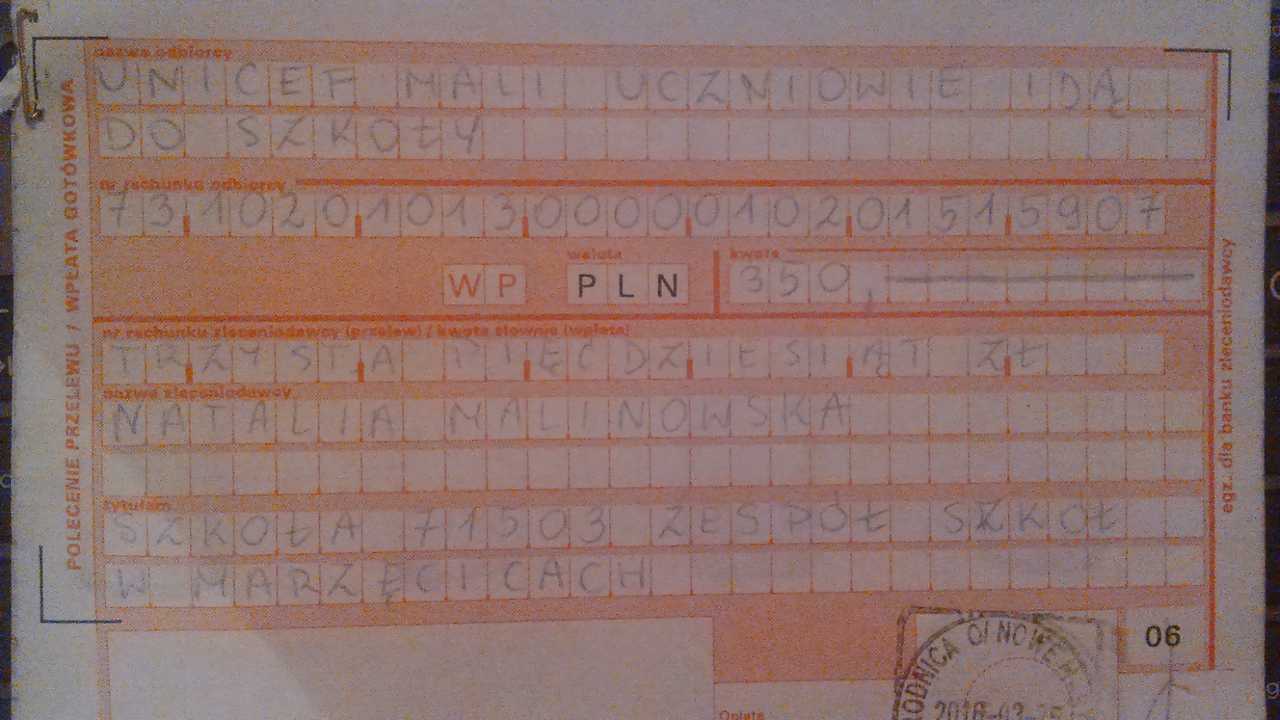 nazwa odbiorcy
UNICEF MALI UCZNIOWIE IDĄ
DO SZKOŁY
nr rachunku odbiorcy
73 1020 1013 0000 0102 0151 5907
waluta
kwota
WP PLN 350,
nr rachunku zleceniodawcy (przelew) / kwota słownie (wpłata)
TRZYSTA PIĘĆDZIESIĄT ZŁ
nazwa zleceniodawcy
NATALIA MALINOWSKA
tytułem
SZKOŁA 71503 ZESPÓŁ SZKÓŁ
W MARZĘCICACH
POLECENIE PRZELEWU / WPŁATA GOTÓWKOWA
egz. dla banku zleceniodawcy
06
Opłata